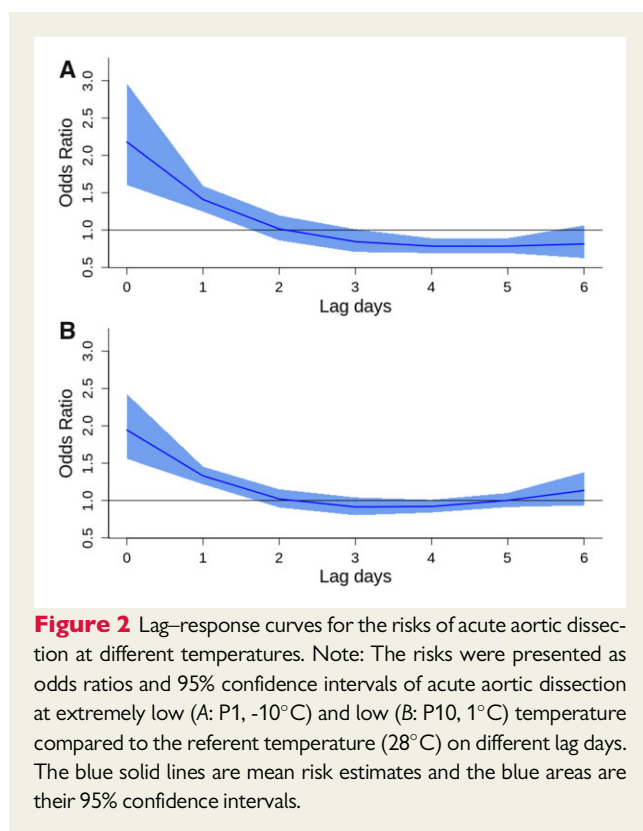 A
Odds Ratio
3.0
2.5
2.0
1.5
1.0
0.5
0 1 2 3 4 5 6
Lag days
B
Odds Ratio
3.0
2.5
2.0
1.5
1.0
0.5
0 1 2 3 4 5 6
Lag days
Figure 2 Lag–response curves for the risks of acute aortic dissec-
tion at different temperatures. Note: The risks were presented as
odds ratios and 95% confidence intervals of acute aortic dissection
at extremely low (A: P1, -10°C) and low (B: P10, 1°C) temperature
compared to the referent temperature (28°C) on different lag days.
The blue solid lines are mean risk estimates and the blue areas are
their 95% confidence intervals.